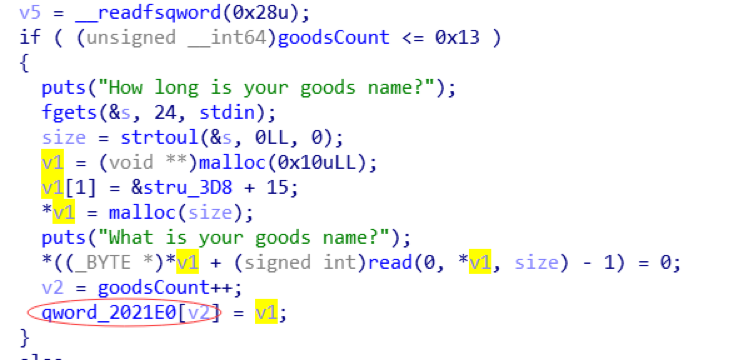 v5 = __readfsqword(0x28u);
if ( (unsigned __int64)goodsCount <= 0x13 )
{
puts("How long is your goods name?");
fgets(&s, 24, stdin);
size = strtoul(&s, 0LL, 0);
v1 = (void **)malloc(0x10uLL);
v1[1] = &stru_3D8 + 15;
*v1 = malloc(size);
puts("What is your goods name?");
*((_BYTE *)*v1 + (signed int)read(0, *v1, size) - 1) = 0;
v2 = goodsCount++;
qword_2021E0[v2] = v1;
}